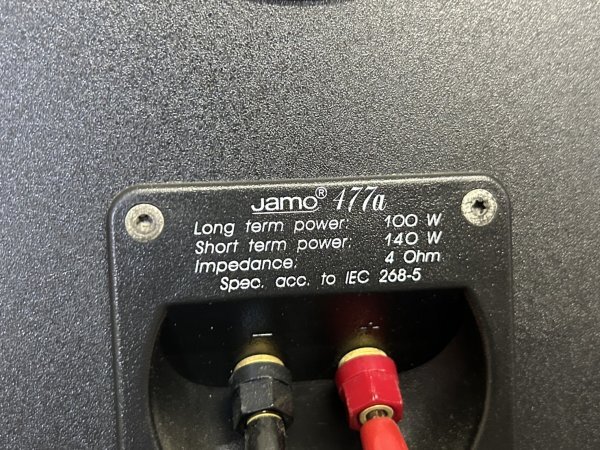 Jamo® 477a
Long term power: 100 W
Short term power: 140 W
Impedance: 4 Ohm
Spec. acc. to IEC 268-5